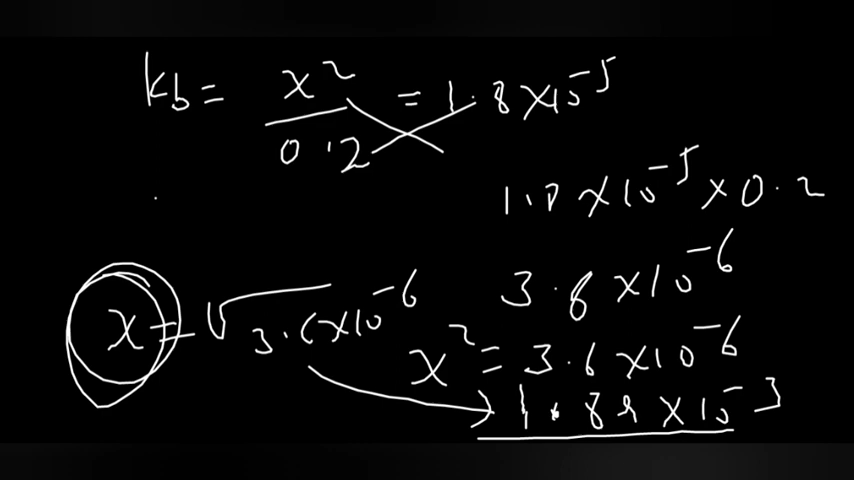 kb = x² / 0.2 = 1.8 × 10⁻⁵
1.8 × 10⁻⁵ × 0.2
3.6 × 10⁻⁶
x = √3.6 × 10⁻⁶
x² = 3.6 × 10⁻⁶
1.89 × 10⁻³